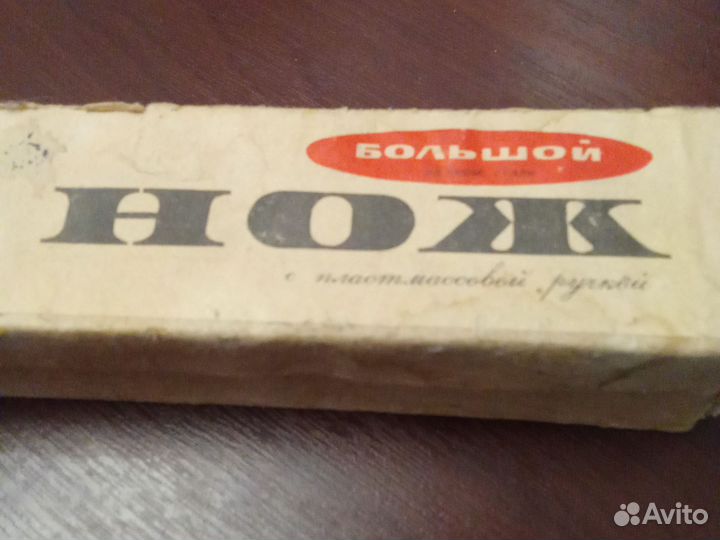 БОЛЬШОЙ
НОЖ
с пластмассовой ручкой
Avito